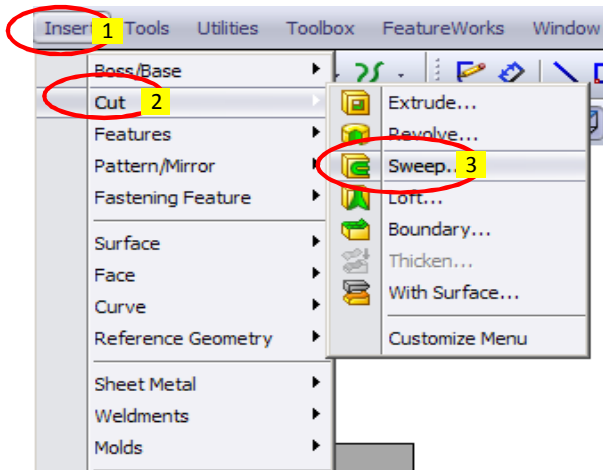 Insert 1 Tools Utilities Toolbox FeatureWorks Window
Boss/Base
Cut 2
Features
Pattern/Mirror
Fastening Feature
Surface
Face
Curve
Reference Geometry
Sheet Metal
Weldments
Molds
Extrude...
Revolve...
Sweep.. 3
Loft...
Boundary...
Thicken...
With Surface...
Customize Menu